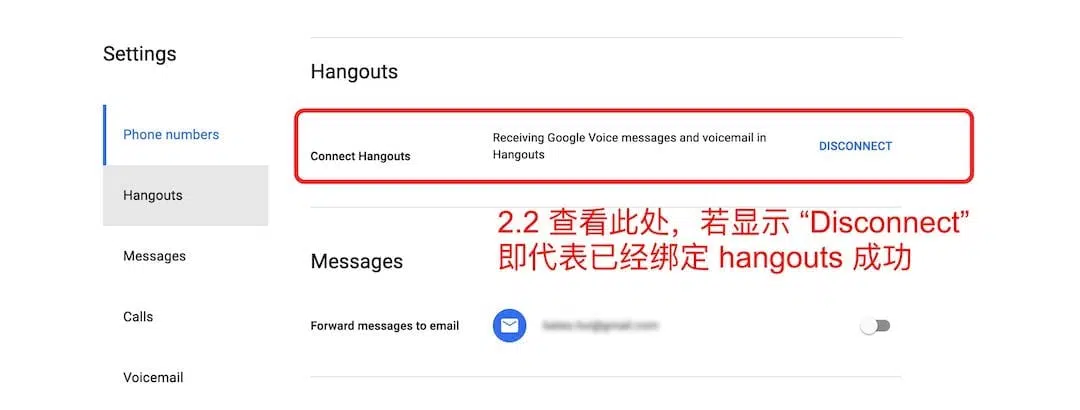 Settings
Phone numbers
Hangouts
Messages
Calls
Voicemail
Hangouts
Connect Hangouts
Receiving Google Voice messages and voicemail in
Hangouts
DISCONNECT
2.2 查看此处，若显示 “Disconnect”
即代表已经绑定 hangouts 成功
Messages
Forward messages to email